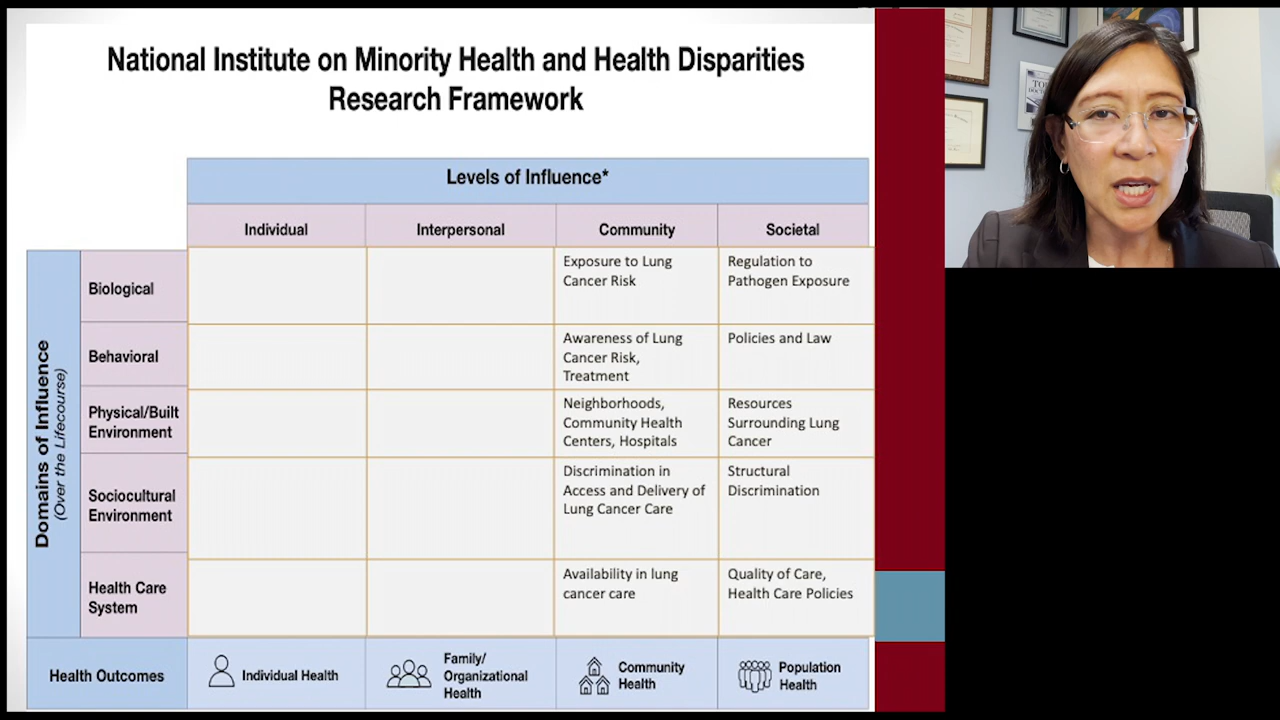 National Institute on Minority Health and Health Disparities
Research Framework
Levels of Influence*
Individual
Interpersonal
Community
Societal
Domains of Influence
(Over the Lifecourse)
Biological
Exposure to Lung
Cancer Risk
Regulation to
Pathogen Exposure
Behavioral
Awareness of Lung
Cancer Risk,
Treatment
Policies and Law
Physical/Built
Environment
Neighborhoods,
Community Health
Centers, Hospitals
Resources
Surrounding Lung
Cancer
Sociocultural
Environment
Discrimination in
Access and Delivery of
Lung Cancer Care
Structural
Discrimination
Health Care
System
Availability in lung
cancer care
Quality of Care,
Health Care Policies
Health Outcomes
Individual Health
Family/
Organizational
Health
Community
Health
Population
Health